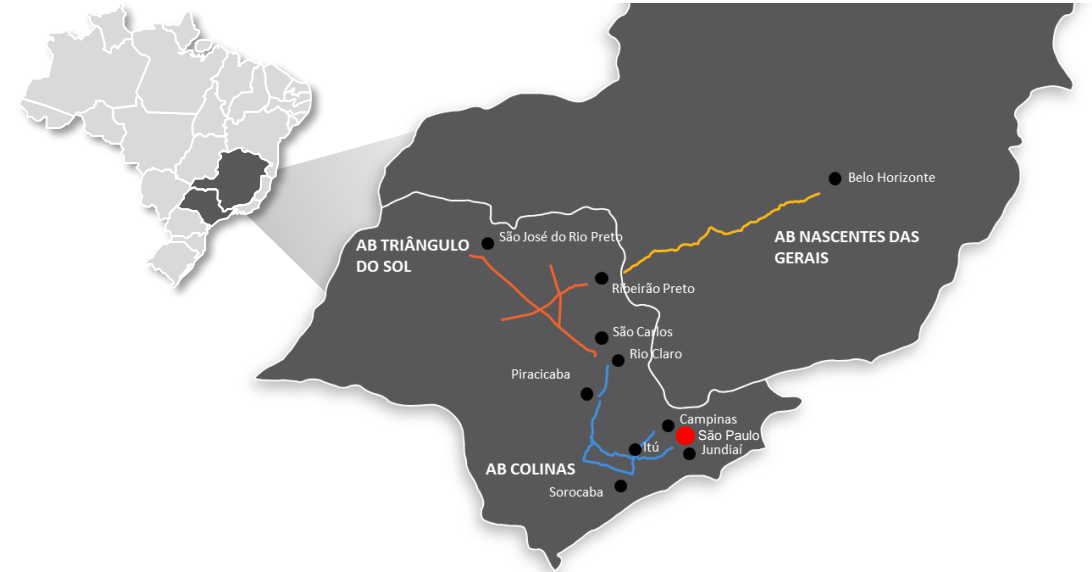 Belo Horizonte
AB NASCENTES DAS
GERAIS
AB TRIÂNGULO
DO SOL
São José do Rio Preto
Ribeirão Preto
São Carlos
Rio Claro
Piracicaba
Campinas
São Paulo
Jundiaí
Itú
AB COLINAS
Sorocaba